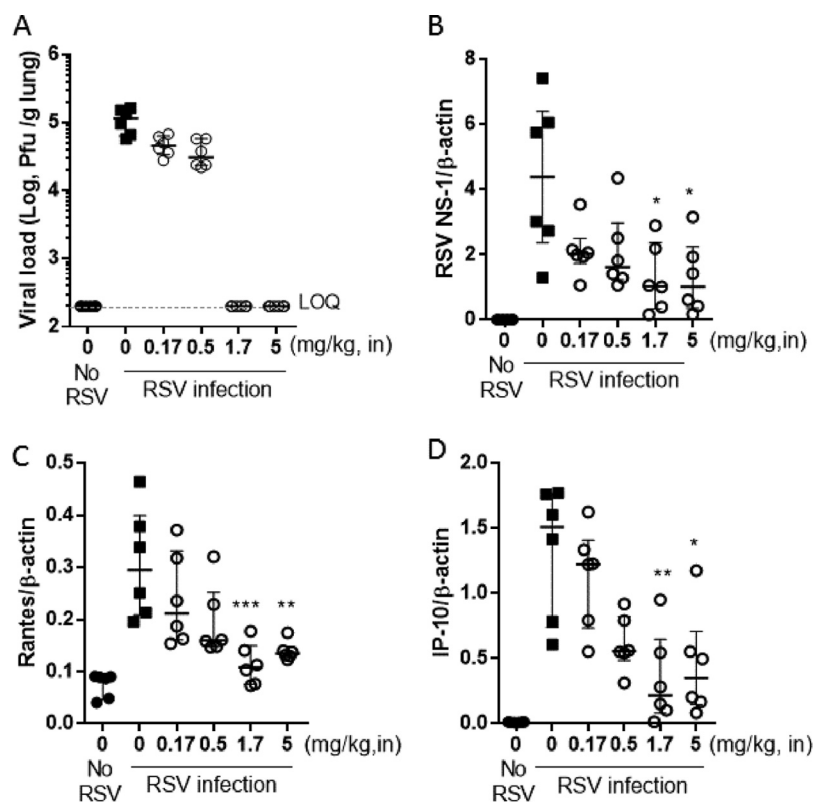 A
Viral load (Log, Pfu /g lung)
6
5
4
3
2
LOQ
0 0 0.17 0.5 1.7 5 (mg/kg, in)
No RSV
RSV infection
B
RSV NS-1/β-actin
8
6
4
2
0
* *
0 0 0.17 0.5 1.7 5 (mg/kg,in)
No RSV
RSV infection
C
Rantes/β-actin
0.5
0.4
0.3
0.2
0.1
0.0
*** **
0 0 0.17 0.5 1.7 5 (mg/kg,in)
No RSV
RSV infection
D
IP-10/β-actin
2.0
1.5
1.0
0.5
0.0
** *
0 0 0.17 0.5 1.7 5 (mg/kg, in)
No RSV
RSV infection